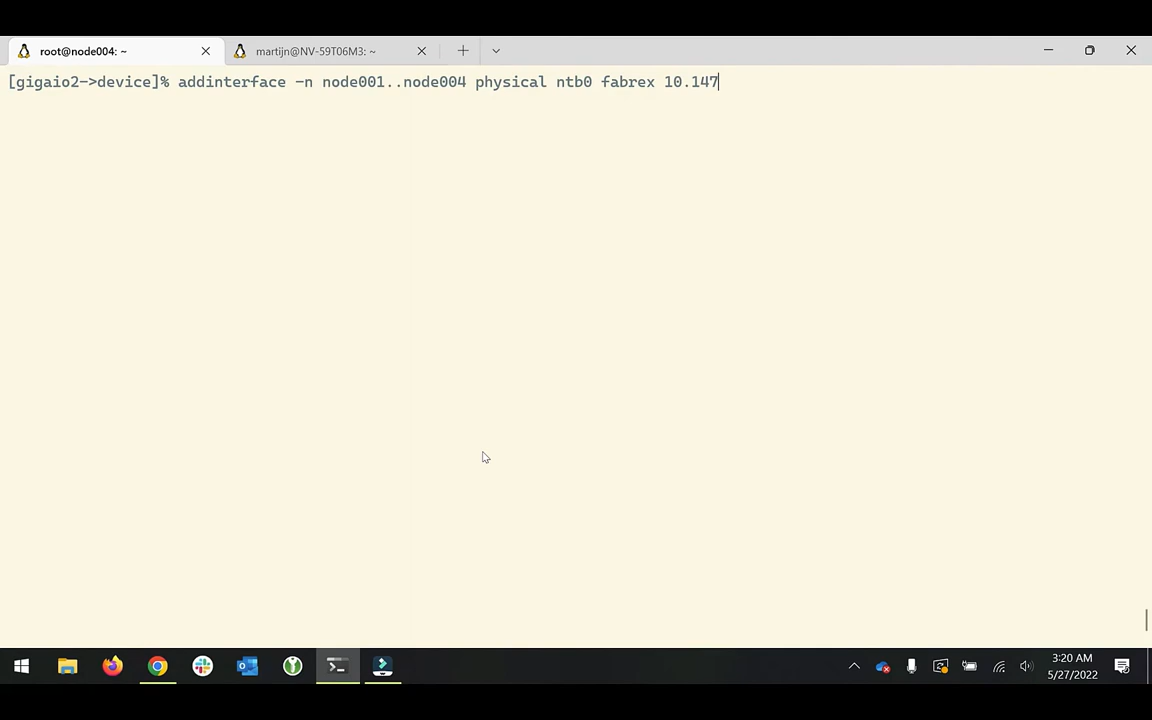 root@node004: ~
martijn@NV-59T06M3: ~
[gigaio2->device]% addinterface -n node001..node004 physical ntb0 fabrex 10.147
3:20 AM
5/27/2022